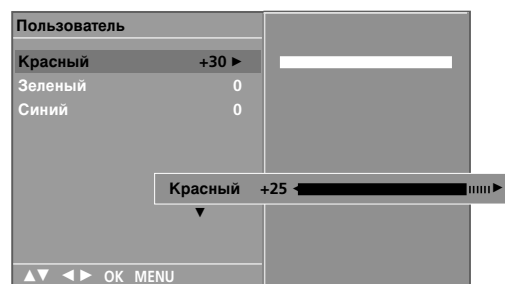 Пользователь
Красный +30 ►
Зеленый 0
Синий 0
Красный +25 ◄ ►
▼
▲▼ ◄► OK MENU